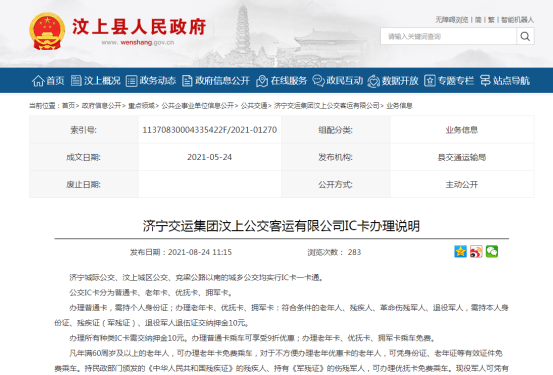 汶上县人民政府
www.wenshang.gov.cn
无障碍浏览 | 简 | 繁 | 智能机器人
请输入关键词查询
首页 汶上概况 政务动态 政府信息公开 在线服务 政民互动 数据开放 专题专栏 站点导航
当前位置：首页> 政府信息公开> 重点领域> 公共企事业单位信息公开> 公共交通> 济宁交运集团汶上公交客运有限公司> 业务信息
索引号: 11370830004335422F/2021-01270 组配分类: 业务信息
成文日期: 2021-05-24 发布机构: 县交通运输局
废止日期: 公开方式: 主动公开
济宁交运集团汶上公交客运有限公司IC卡办理说明
发布日期：2021-08-24 11:15 浏览次数： 283
济宁城际公交、汶上城区公交、兖梁公路以南的城乡公交均实行IC卡一卡通。
公交IC卡分为普通卡、老年卡、优抚卡、拥军卡。
办理普通卡，需持个人身份证；办理老年卡、优抚卡、拥军卡：符合条件的老年人、残疾人、革命伤残军人、退役军人，需持本人身
份证、残疾证（军残证）、退役军人退伍证交纳押金10元。
办理所有种类IC卡需交纳押金10元。办理普通卡乘车可享受9折优惠；办理老年卡、优抚卡、拥军卡乘车免费。
凡年满60周岁及以上的老年人，可办理老年卡免费乘车，对于不方便办理老年优惠卡的老年人，可凭身份证、老年证等有效证件免
费乘车。持民政部门颁发的《中华人民共和国残疾证》的残疾人、持有《军残证》的伤残军人，可办理优抚卡免费乘车。现役军人可凭有